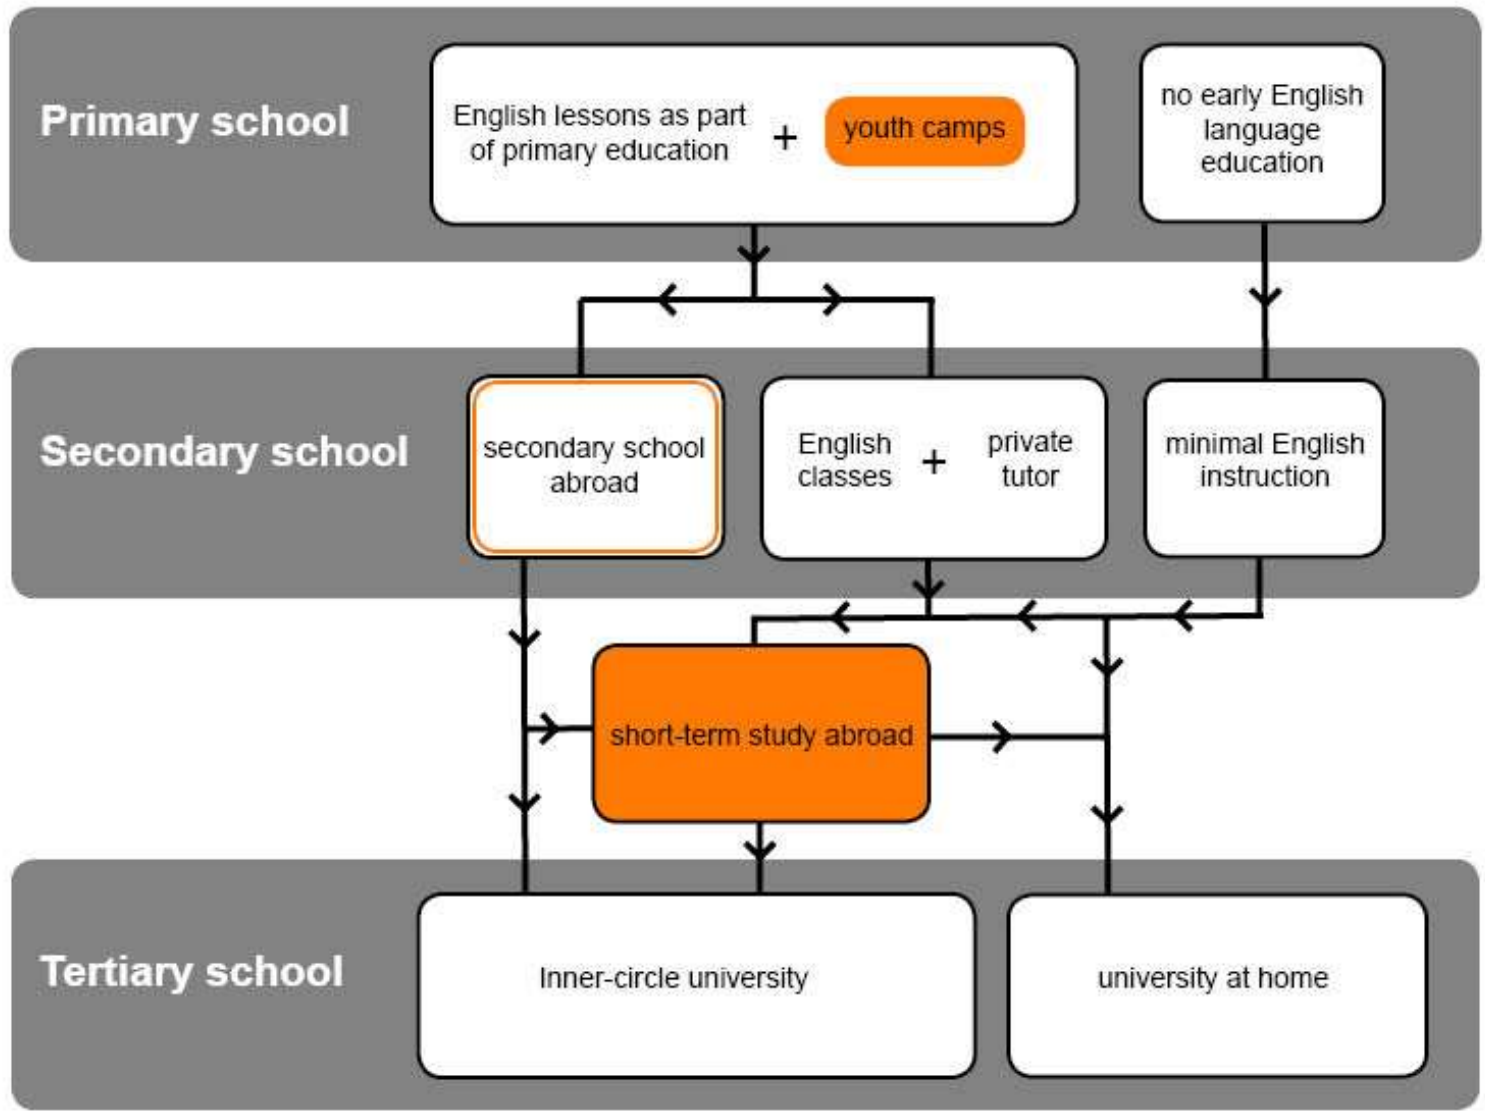 Primary school
English lessons as part
of primary education
+
youth camps
no early English
language
education
Secondary school
secondary school
abroad
English
classes
+
private
tutor
minimal English
instruction
short-term study abroad
Tertiary school
Inner-circle university
university at home